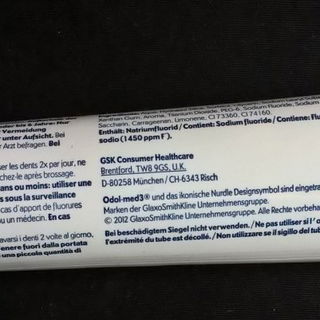 oder bis 6 Jahre: Nur
Vermeidung
unter Aufsicht. Bei
Arzt befragen. Bei
ser les dents 2x par jour, ne
achez-le après brossage.
ans ou moins: utiliser une
s sous la surveillance
cas d'apport de fluorures
ou un médecin. En cas
avarsi i denti 2 volte al giorno,
enere fuori dalla portata
e una piccola quantità di
Xanthan Gum, Aroma, Titanium Dioxide, PEG-6, Sodium Fluoride, Sodium
Saccharin, Carrageenan, Limonene, CI 73360, CI 74160.
Enthält: Natriumfluorid / Contient: Sodium fluoride / Contiene: Flu
sodio (1450 ppm F⁻).
GSK Consumer Healthcare
Brentford, TW8 9GS, U.K.
D-80258 München / CH-6343 Risch
Odol-med3® und das ikonische Nurdle Designsymbol sind eingetra
Marken der GlaxoSmithKline Unternehmensgruppe.
© 2012 GlaxoSmithKline Unternehmensgruppe. Alle Rechte vorbehal
Bei beschädigtem Siegel nicht verwenden. / Ne pas utiliser si l'o
l'extrémité du tube est décollé. / Non utilizzare se il sigillo del tub